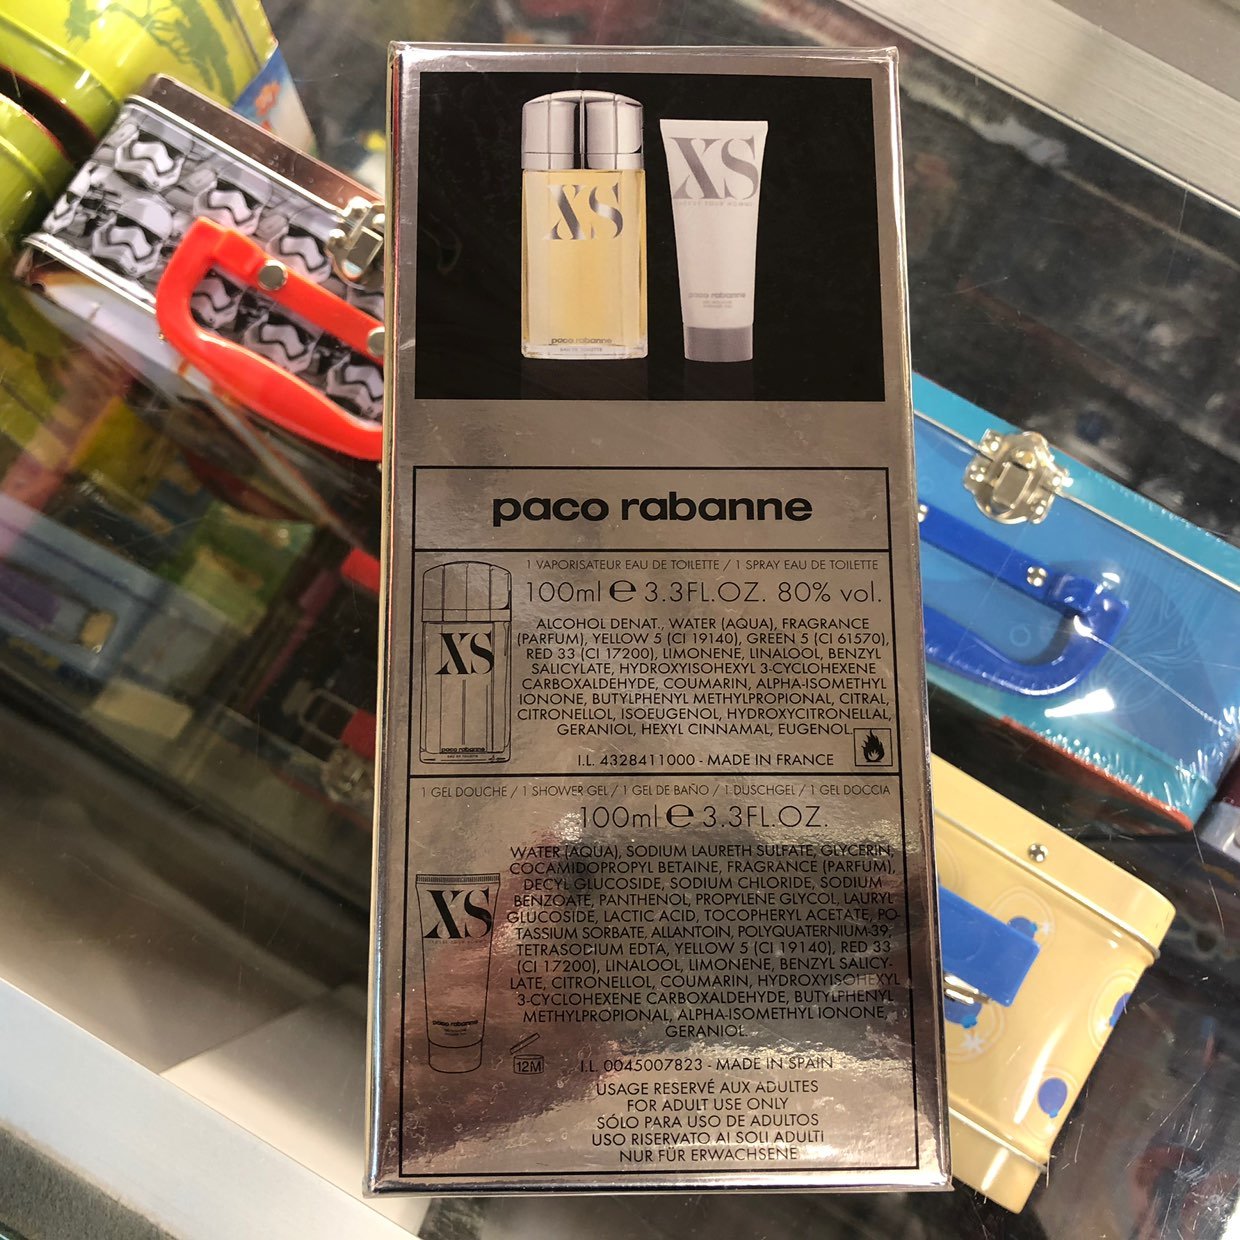 XS
XS
EXCÈS POUR HOMME
paco rabanne
EAU DE TOILETTE
paco rabanne
paco rabanne
1 VAPORISATEUR EAU DE TOILETTE / 1 SPRAY EAU DE TOILETTE
100ml e 3.3FL.OZ. 80% vol.
ALCOHOL DENAT., WATER (AQUA), FRAGRANCE
(PARFUM), YELLOW 5 (CI 19140), GREEN 5 (CI 61570),
RED 33 (CI 17200), LIMONENE, LINALOOL, BENZYL
SALICYLATE, HYDROXYISOHEXYL 3-CYCLOHEXENE
CARBOXALDEHYDE, COUMARIN, ALPHA-ISOMETHYL
IONONE, BUTYLPHENYL METHYLPROPIONAL, CITRAL,
CITRONELLOL, ISOEUGENOL, HYDROXYCITRONELLAL,
GERANIOL, HEXYL CINNAMAL, EUGENOL.
XS
paco rabanne
EAU DE TOILETTE
I.L. 4328411000 - MADE IN FRANCE
1 GEL DOUCHE / 1 SHOWER GEL / 1 GEL DE BAÑO / 1 DUSCHGEL / 1 GEL DOCCIA
100ml e 3.3FL.OZ.
WATER (AQUA), SODIUM LAURETH SULFATE, GLYCERIN,
COCAMIDOPROPYL BETAINE, FRAGRANCE (PARFUM),
DECYL GLUCOSIDE, SODIUM CHLORIDE, SODIUM
BENZOATE, PANTHENOL, PROPYLENE GLYCOL, LAURYL
GLUCOSIDE, LACTIC ACID, TOCOPHERYL ACETATE, PO-
TASSIUM SORBATE, ALLANTOIN, POLYQUATERNIUM-39,
TETRASODIUM EDTA, YELLOW 5 (CI 19140), RED 33
(CI 17200), LINALOOL, LIMONENE, BENZYL SALICY-
LATE, CITRONELLOL, COUMARIN, HYDROXYISOHEXYL
3-CYCLOHEXENE CARBOXALDEHYDE, BUTYLPHENYL
METHYLPROPIONAL, ALPHA-ISOMETHYL IONONE,
GERANIOL.
XS
paco rabanne
12M
I.L. 0045007823 - MADE IN SPAIN
USAGE RESERVÉ AUX ADULTES
FOR ADULT USE ONLY
SÓLO PARA USO DE ADULTOS
USO RISERVATO AI SOLI ADULTI
NUR FÜR ERWACHSENE